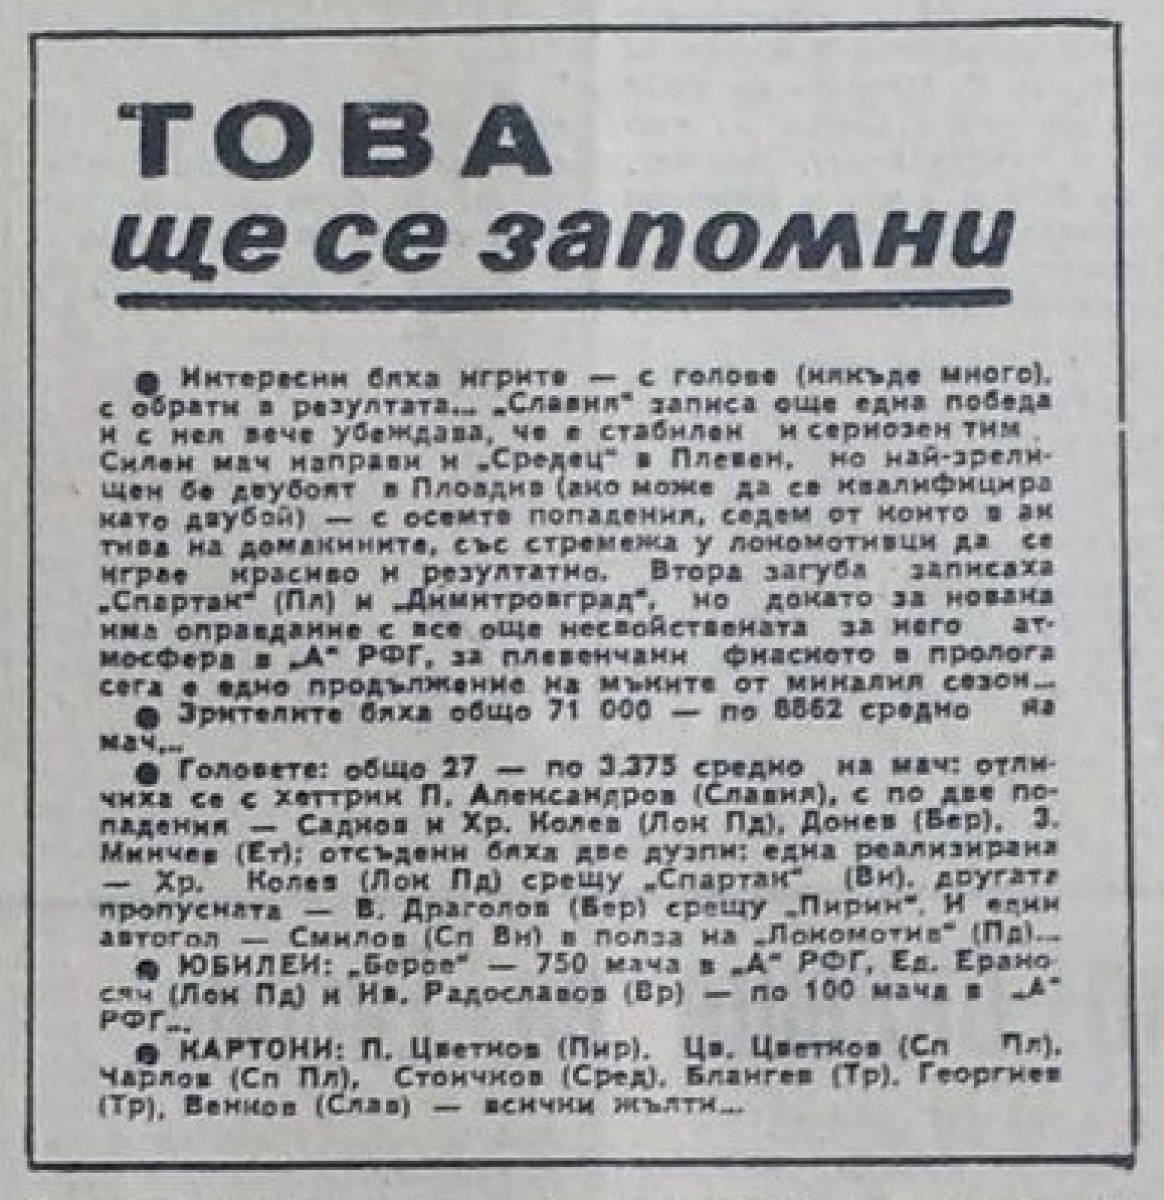 ТОВА
ще се запомни
● Интересни бяха игрите — с голове (някъде много),
с обрати в резултата... „Славия“ записа още една победа
и с нея вече убеждава, че е стабилен и сериозен тим.
Силен мач направи и „Средец“ в Плевен, но най-зрели-
щен бе двубоят в Пловдив (ако може да се квалифицира
като двубой) — с осемте попадения, седем от които в ак
тива на домакините, със стремежа у локомотивци да се
играе красиво и резултатно. Втора загуба записаха
„Спартак“ (Пл) и „Димитровград“, но докато за новака
има оправдание с все още несвойствената за него ат-
мосфера в „А“ РФГ, за плевенчани фиаското в пролога
сега е едно продължение на мъките от миналия сезон...
● Зрителите бяха общо 71 000 — по 8862 средно на
мач...
● Головете: общо 27 — по 3.375 средно на мач: отли-
чиха се с хеттрик П. Александров (Славия), с по две по-
падения — Садков и Хр. Колев (Лок Пд), Донев (Бер), З.
Минчев (Ет); отсъдени бяха две дузпи: една реализирана
— Хр. Колев (Лок Пд) срещу „Спартак“ (Вн), другата
пропусната — В. Драголов (Бер) срещу „Пирин“. И един
автогол — Смилов (Сп Вн) в полза на „Локомотив“ (Пд)...
● ЮБИЛЕИ: „Берое“ — 750 мача в „А“ РФГ, Ед. Ерано-
сян (Лок Пд) и Ив. Радославов (Вр) — по 100 мача в „А“
РФГ...
● КАРТОНИ: П. Цветков (Пир), Цв. Цветков (Сп Пл),
Чарлов (Сп Пл), Стоичков (Сред), Блангев (Тр), Георгиев
(Тр), Венков (Слав) — всички жълти...